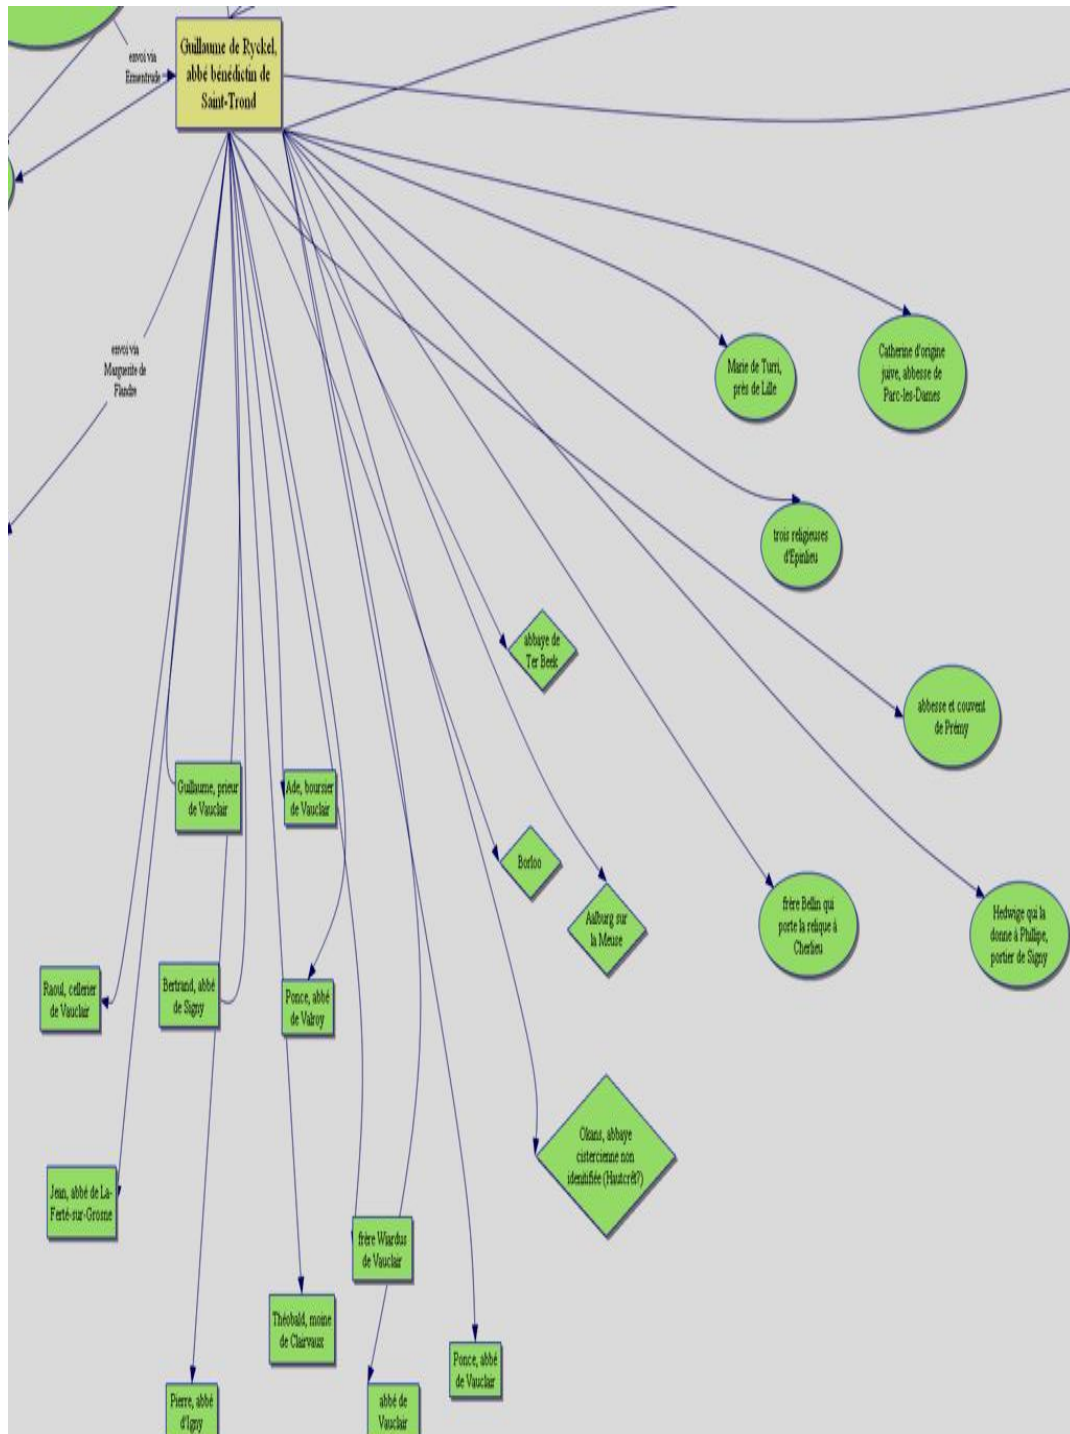 Guillaume de Ryckel,
abbé bénédictin de
Saint-Trond
envoi via
Ermentrude
envoi via
Marguerite de
Flandre
Marie de Turri,
près de Lille
Catherine d'origine
juive, abbesse de
Parc-les-Dames
trois religieuses
d'Epinlieu
abbaye de
Ter Beek
abbesse et couvent
de Prémy
Guillaume, prieur
de Vauclair
Ade, boursier
de Vauclair
Borloo
Aalburg sur
la Meuse
frère Bellin qui
porte la relique à
Cherlieu
Hedwige qui la
donne à Phillipe,
portier de Signy
Raoul, cellerier
de Vauclair
Bertrand, abbé
de Signy
Ponce, abbé
de Valroy
Okans, abbaye
cistercienne non
identifiée (Hautcrêt?)
Jean, abbé de La-
Ferté-sur-Grosne
frère Wiardus
de Vauclair
Théobald, moine
de Clairvaux
Ponce, abbé
de Vauclair
Pierre, abbé
d'Igny
abbé de
Vauclair